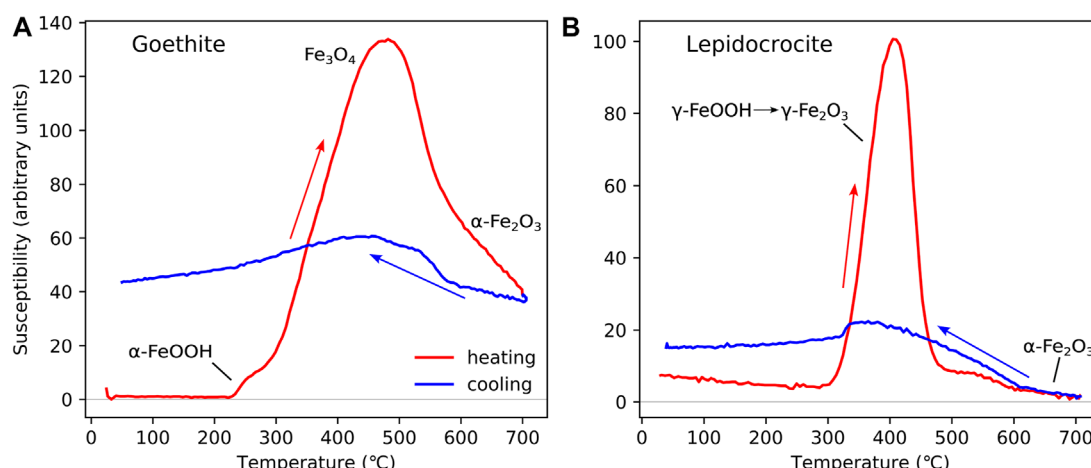 A
Goethite
Susceptibility (arbitrary units)
140
120
100
80
60
40
20
0
Fe₃O₄
α-Fe₂O₃
α-FeOOH
heating
cooling
0 100 200 300 400 500 600 700
Temperature (°C)
B
Lepidocrocite
100
80
60
40
20
0
γ-FeOOH→γ-Fe₂O₃
α-Fe₂O₃
0 100 200 300 400 500 600 700
Temperature (°C)